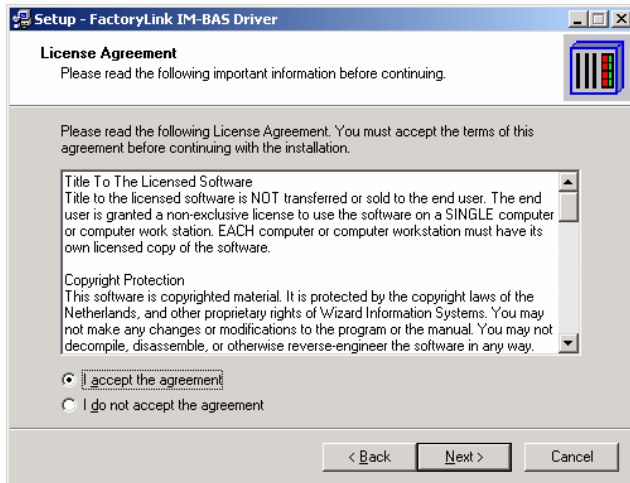 Setup - FactoryLink IM-BAS Driver
License Agreement
Please read the following important information before continuing.
Please read the following License Agreement. You must accept the terms of this
agreement before continuing with the installation.
Title To The Licensed Software
Title to the licensed software is NOT transferred or sold to the end user. The end
user is granted a non-exclusive license to use the software on a SINGLE computer
or computer work station. EACH computer or computer workstation must have its
own licensed copy of the software.
Copyright Protection
This software is copyrighted material. It is protected by the copyright laws of the
Netherlands, and other proprietary rights of Wizard Information Systems. You may
not make any changes or modifications to the program or the manual. You may not
decompile, disassemble, or otherwise reverse-engineer the software in any way.
I accept the agreement
I do not accept the agreement
< Back Next > Cancel